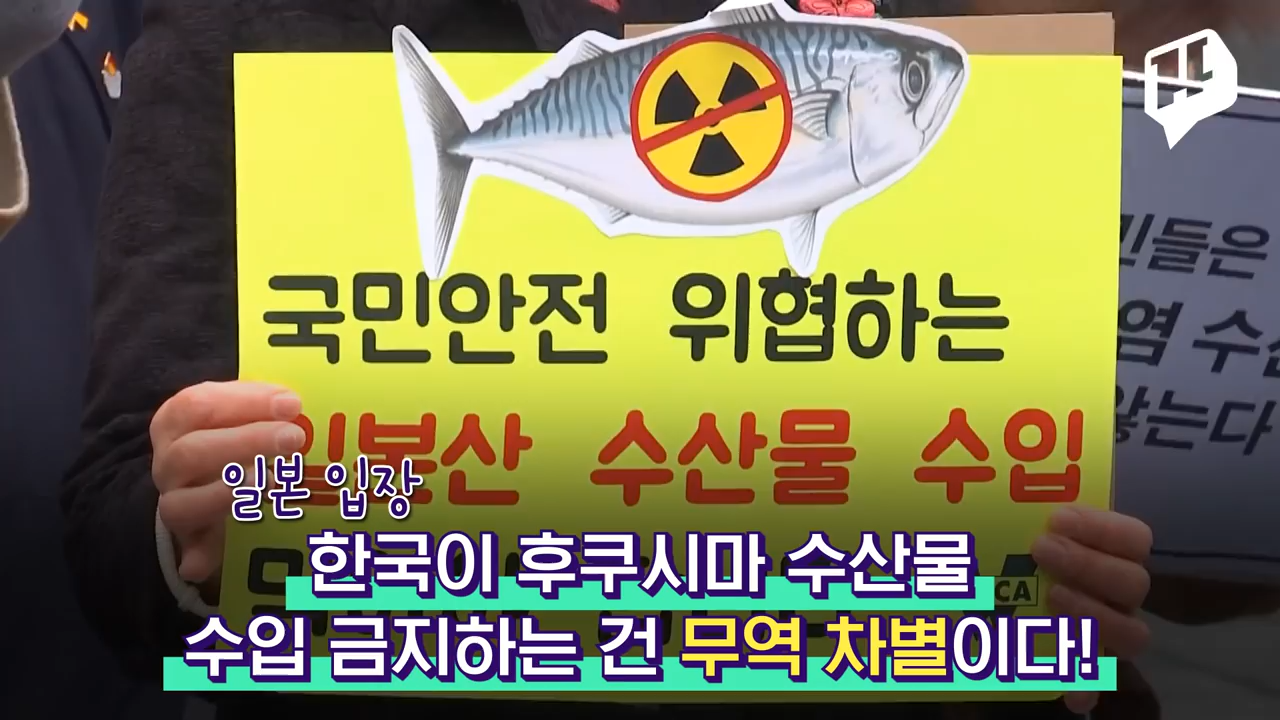 국민안전 위협하는
일본산 수산물 수입
민들은
염 수산
않는다
일본 입장
한국이 후쿠시마 수산물
CA
수입 금지하는 건 무역 차별이다!